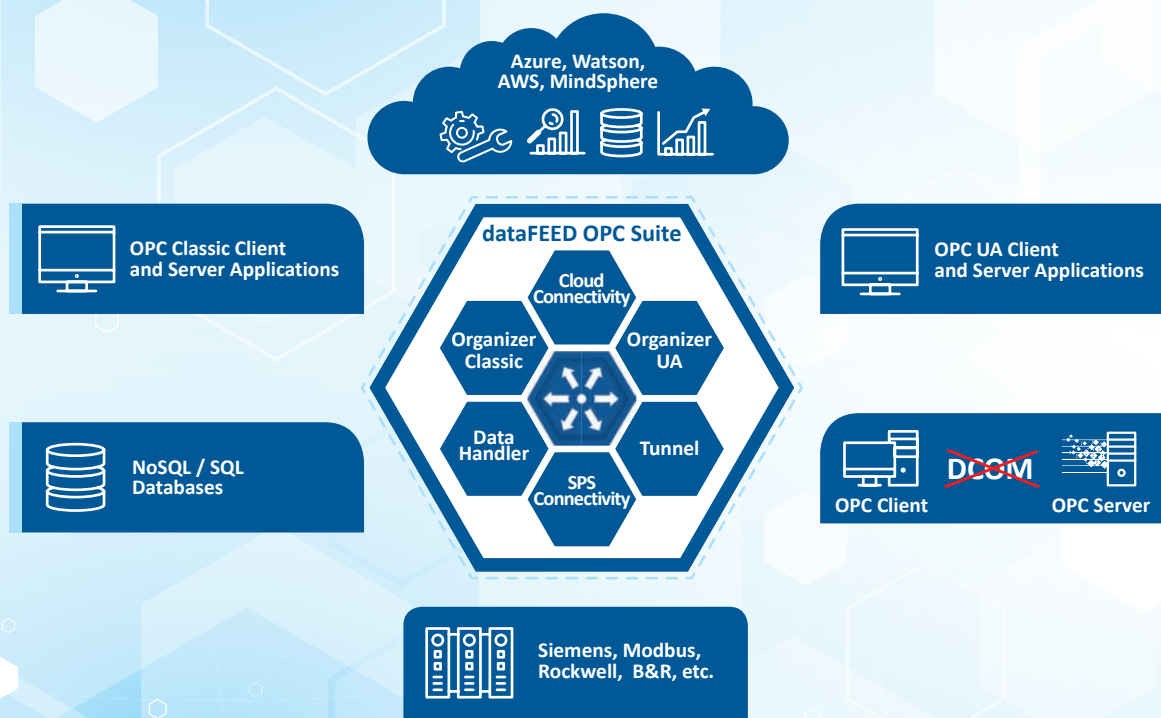 Azure, Watson,
AWS, MindSphere
OPC Classic Client
and Server Applications
dataFEED OPC Suite
OPC UA Client
and Server Applications
Cloud
Connectivity
Organizer
Classic
Organizer
UA
Data
Handler
Tunnel
SPS
Connectivity
NoSQL / SQL
Databases
DCOM
OPC Client
OPC Server
Siemens, Modbus,
Rockwell, B&R, etc.